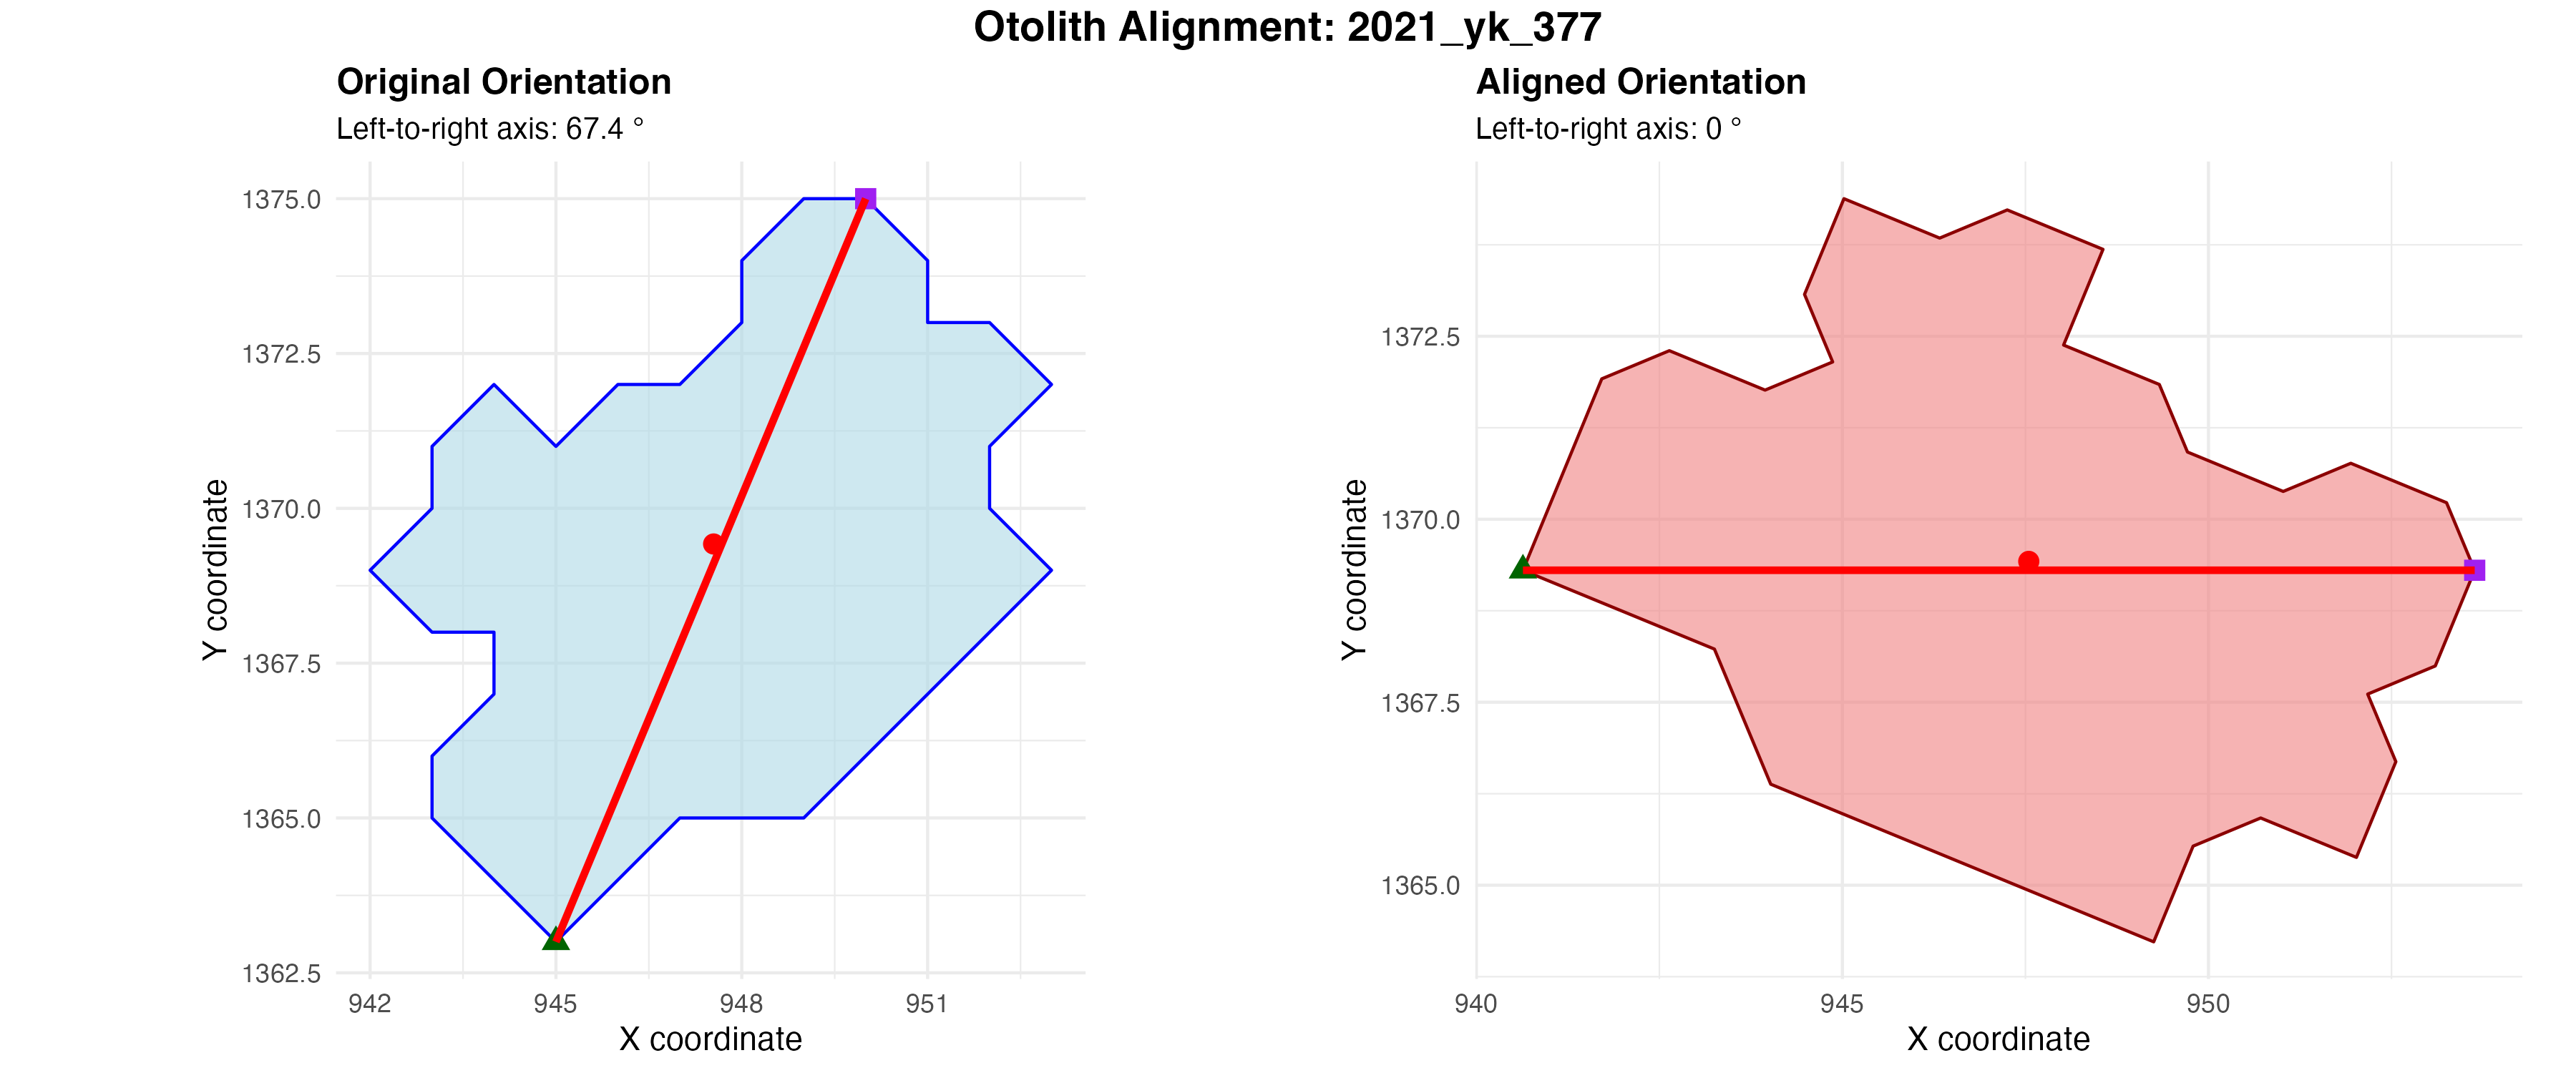 Otolith Alignment: 2021_yk_377
Original Orientation
Left-to-right axis: 67.4 °
Y coordinate
1375.0
1372.5
1370.0
1367.5
1365.0
1362.5
942 945 948 951
X coordinate
Aligned Orientation
Left-to-right axis: 0 °
Y coordinate
1372.5
1370.0
1367.5
1365.0
940 945 950
X coordinate